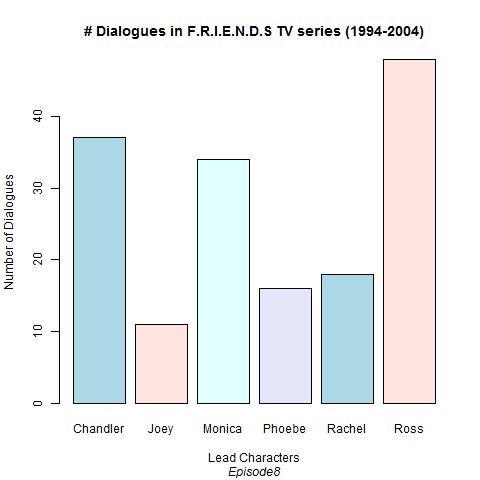 # Dialogues in F.R.I.E.N.D.S TV series (1994-2004)
Number of Dialogues
40
30
20
10
0
Chandler Joey Monica Phoebe Rachel Ross
Lead Characters
Episode8